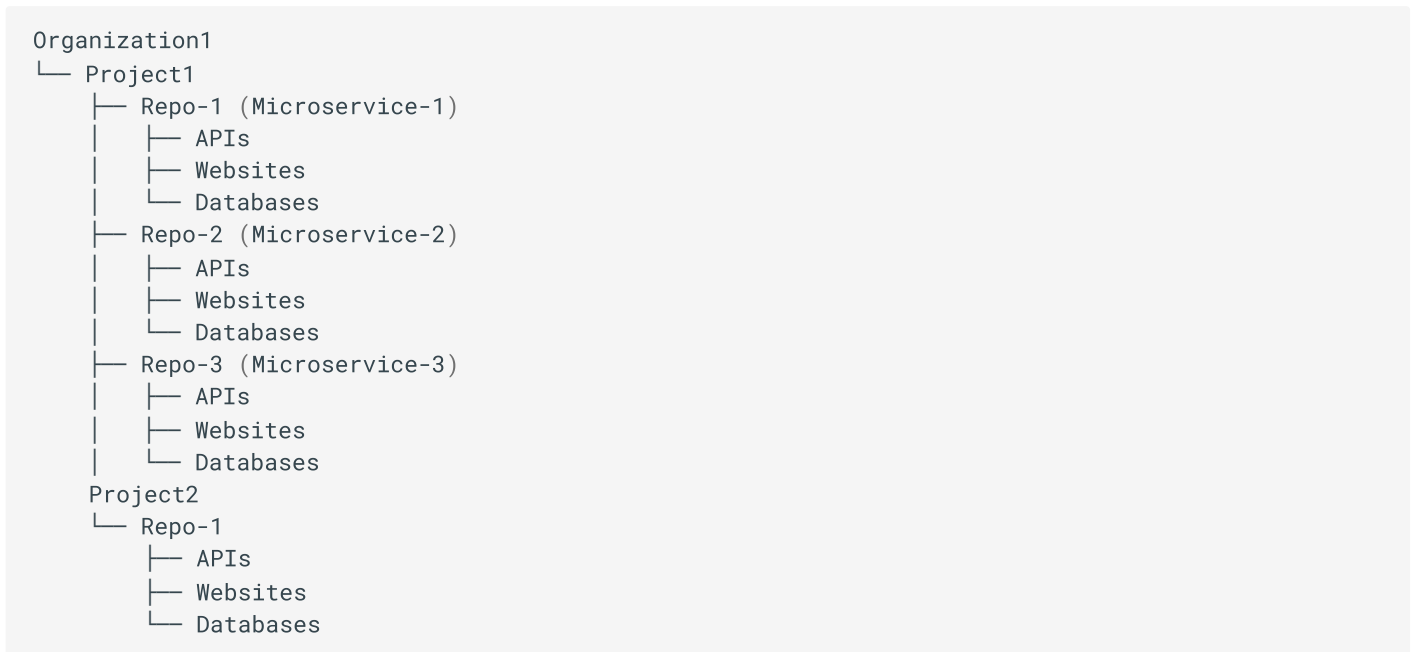 Organization1
└── Project1
    ├── Repo-1 (Microservice-1)
    │   ├── APIs
    │   ├── Websites
    │   └── Databases
    ├── Repo-2 (Microservice-2)
    │   ├── APIs
    │   ├── Websites
    │   └── Databases
    ├── Repo-3 (Microservice-3)
    │   ├── APIs
    │   ├── Websites
    │   └── Databases
    Project2
    └── Repo-1
        ├── APIs
        ├── Websites
        └── Databases